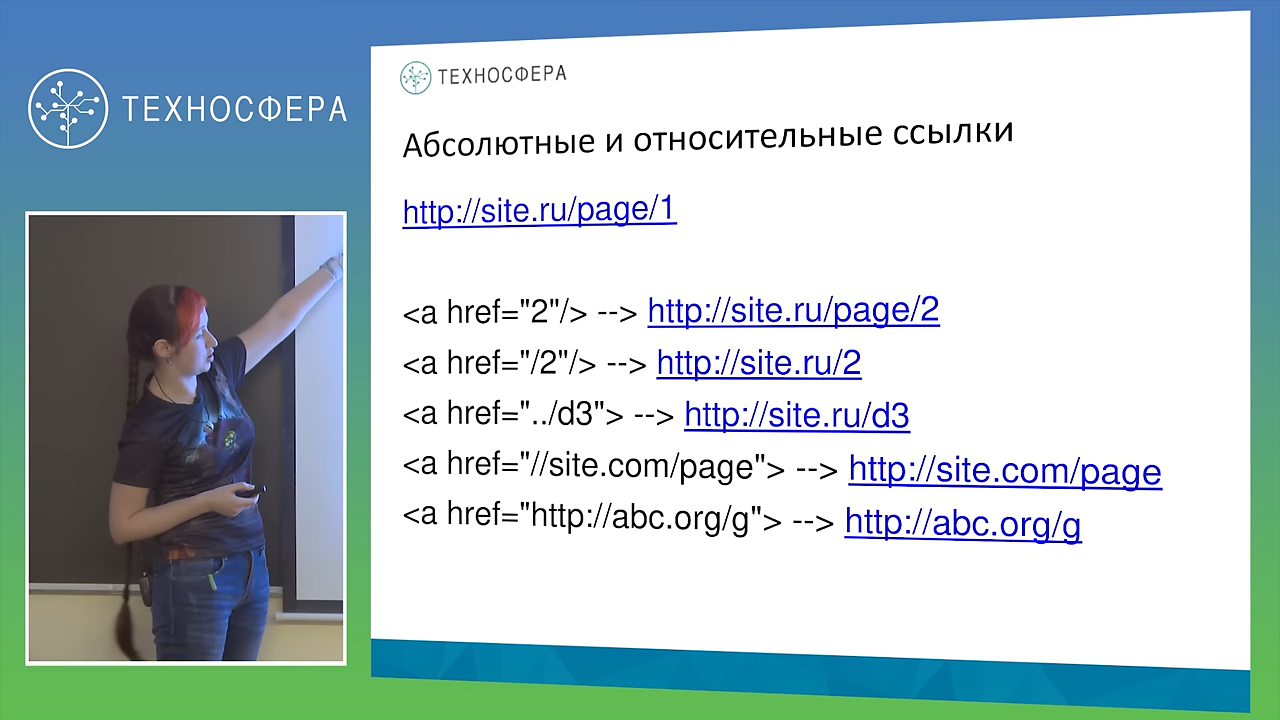 ТЕХНОСФЕРА
ТЕХНОСФЕРА
Абсолютные и относительные ссылки
http://site.ru/page/1
<a href="2"/> --> http://site.ru/page/2
<a href="/2"/> --> http://site.ru/2
<a href="../d3"> --> http://site.ru/d3
<a href="//site.com/page"> --> http://site.com/page
<a href="http://abc.org/g"> --> http://abc.org/g